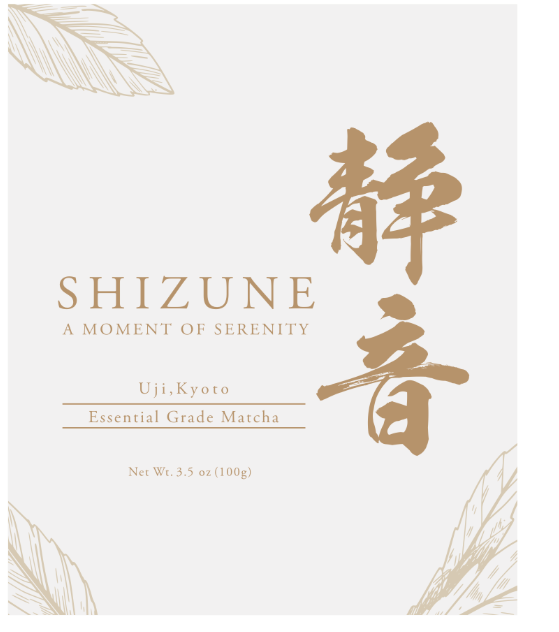 静音
SHIZUNE
A MOMENT OF SERENITY
Uji,Kyoto
Essential Grade Matcha
Net Wt. 3.5 oz (100g)